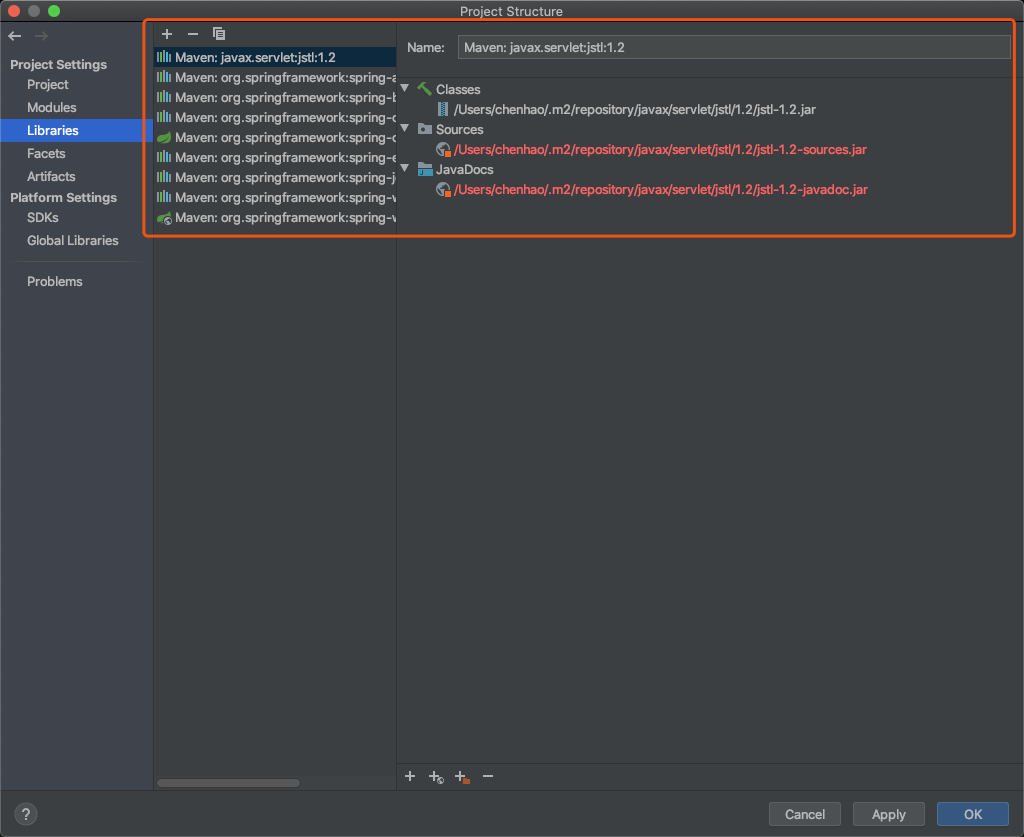 Project Structure
Project Settings
Project
Modules
Libraries
Facets
Artifacts
Platform Settings
SDKs
Global Libraries
Problems
Maven: javax.servlet:jstl:1.2
Maven: org.springframework:spring-a
Maven: org.springframework:spring-b
Maven: org.springframework:spring-c
Maven: org.springframework:spring-c
Maven: org.springframework:spring-e
Maven: org.springframework:spring-j
Maven: org.springframework:spring-w
Maven: org.springframework:spring-w
Name: Maven: javax.servlet:jstl:1.2
Classes
/Users/chenhao/.m2/repository/javax/servlet/jstl/1.2/jstl-1.2.jar
Sources
/Users/chenhao/.m2/repository/javax/servlet/jstl/1.2/jstl-1.2-sources.jar
JavaDocs
/Users/chenhao/.m2/repository/javax/servlet/jstl/1.2/jstl-1.2-javadoc.jar
?
Cancel
Apply
OK